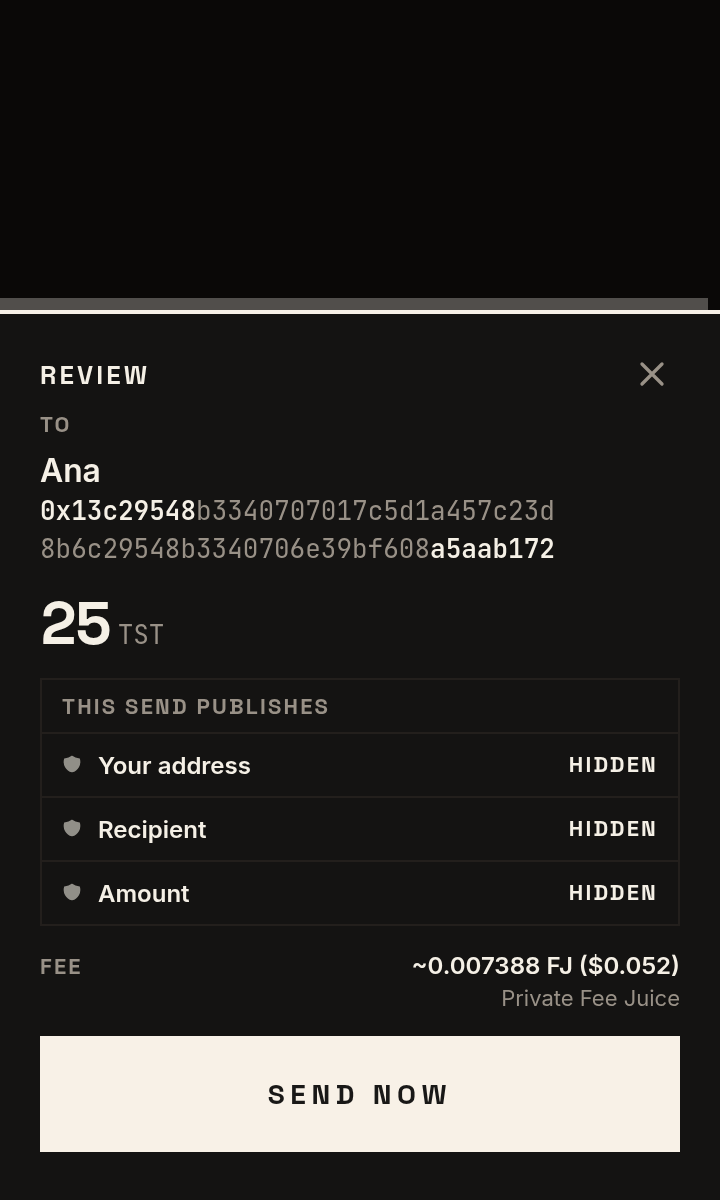 REVIEW
TO
Ana
0x13c29548b3340707017c5d1a457c23d
8b6c29548b3340706e39bf608a5aab172
25 TST
THIS SEND PUBLISHES
Your address HIDDEN
Recipient HIDDEN
Amount HIDDEN
FEE ~0.007388 FJ ($0.052)
Private Fee Juice
SEND NOW